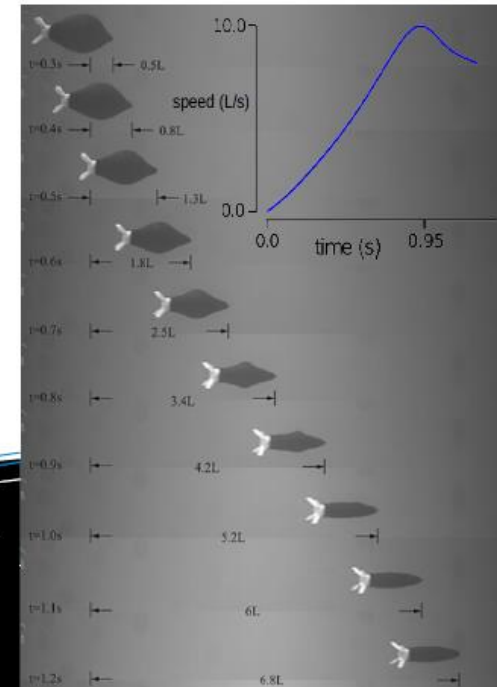 10.0
speed (L/s)
0.0
0.0
time (s)
0.95
t=0.3s
0.5L
t=0.4s
0.8L
t=0.5s
1.3L
t=0.6s
1.8L
t=0.7s
2.5L
t=0.8s
3.4L
t=0.9s
4.2L
t=1.0s
5.2L
t=1.1s
6L
t=1.2s
6.8L